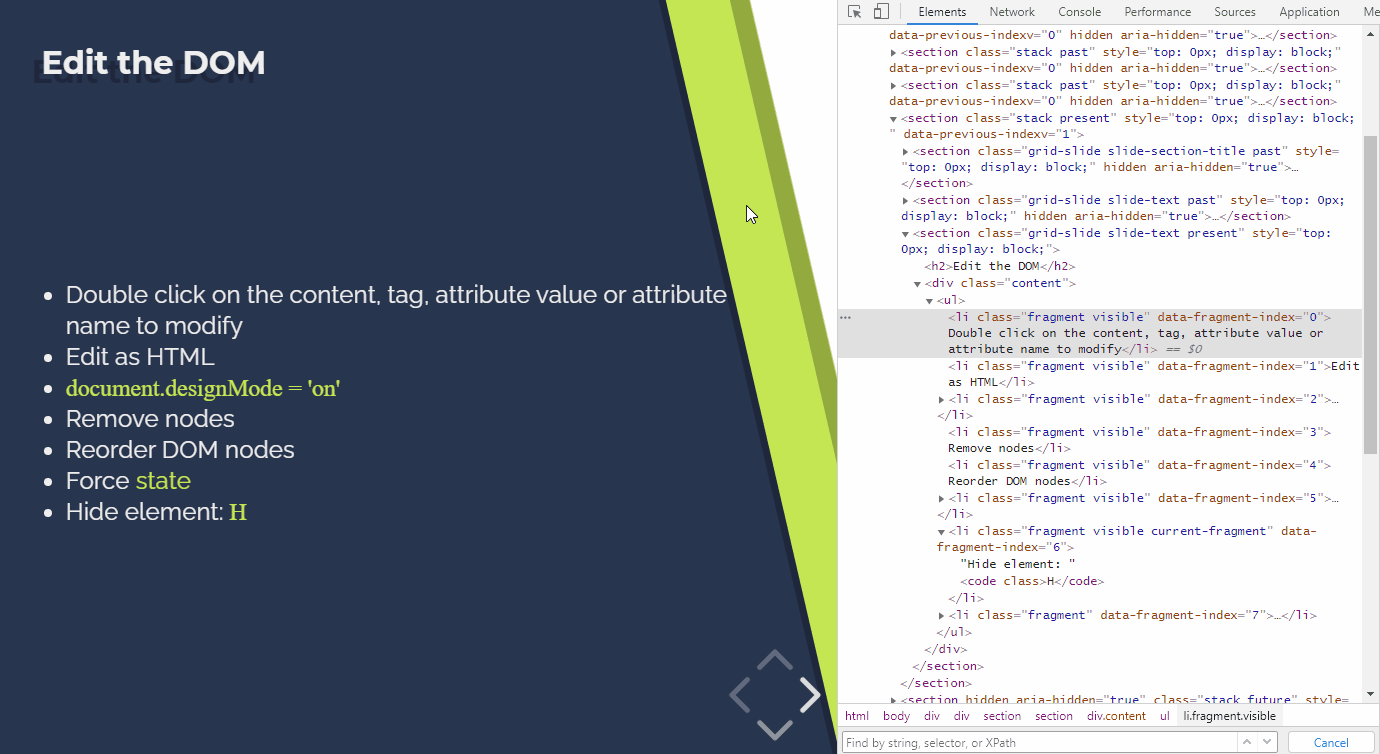 Edit the DOM
Double click on the content, tag, attribute value or attribute
name to modify
Edit as HTML
document.designMode = 'on'
Remove nodes
Reorder DOM nodes
Force state
Hide element: H
Elements Network Console Performance Sources Application Me
data-previous-indexv="0" hidden aria-hidden="true">…</section>
<section class="stack past" style="top: 0px; display: block;"
data-previous-indexv="0" hidden aria-hidden="true">…</section>
<section class="stack past" style="top: 0px; display: block;"
data-previous-indexv="0" hidden aria-hidden="true">…</section>
<section class="stack present" style="top: 0px; display: block;
" data-previous-indexv="1">
<section class="grid-slide slide-section-title past" style=
"top: 0px; display: block;" hidden aria-hidden="true">…
</section>
<section class="grid-slide slide-text past" style="top: 0px;
display: block;" hidden aria-hidden="true">…</section>
<section class="grid-slide slide-text present" style="top:
0px; display: block;">
<h2>Edit the DOM</h2>
<div class="content">
<ul>
… <li class="fragment visible" data-fragment-index="0">
Double click on the content, tag, attribute value or
attribute name to modify</li> == $0
<li class="fragment visible" data-fragment-index="1">Edit
as HTML</li>
<li class="fragment visible" data-fragment-index="2">…
</li>
<li class="fragment visible" data-fragment-index="3">
Remove nodes</li>
<li class="fragment visible" data-fragment-index="4">
Reorder DOM nodes</li>
<li class="fragment visible" data-fragment-index="5">…
</li>
<li class="fragment visible current-fragment" data-
fragment-index="6">
"Hide element: "
<code class>H</code>
</li>
<li class="fragment" data-fragment-index="7">…</li>
</ul>
</div>
</section>
</section>
<section hidden aria-hidden="true" class="stack future" style=
html body div div section section div.content ul li.fragment.visible
Find by string, selector, or XPath Cancel